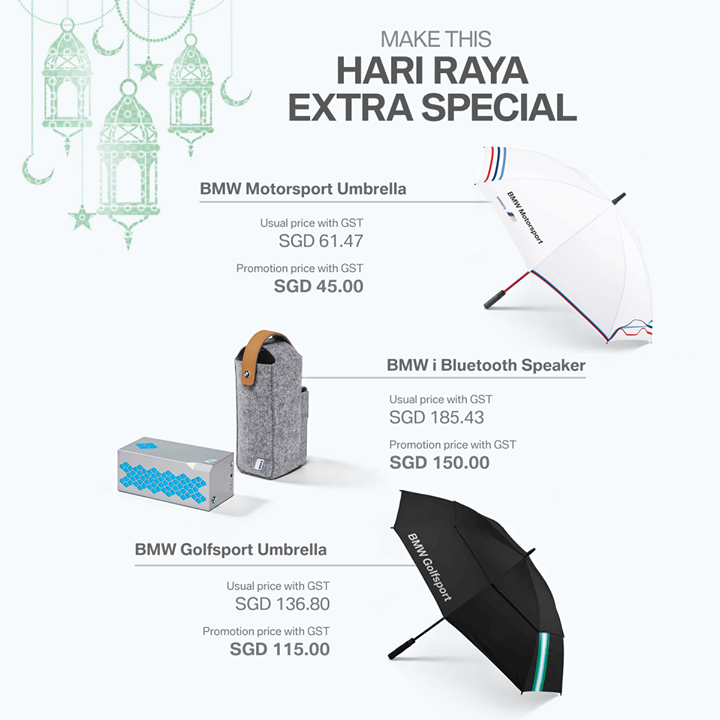 MAKE THIS
HARI RAYA
EXTRA SPECIAL
BMW Motorsport Umbrella
Usual price with GST
SGD 61.47
Promotion price with GST
SGD 45.00
BMW Motorsport
BMW i Bluetooth Speaker
Usual price with GST
SGD 185.43
Promotion price with GST
SGD 150.00
BMW Golfsport Umbrella
Usual price with GST
SGD 136.80
Promotion price with GST
SGD 115.00
BMW Golfsport